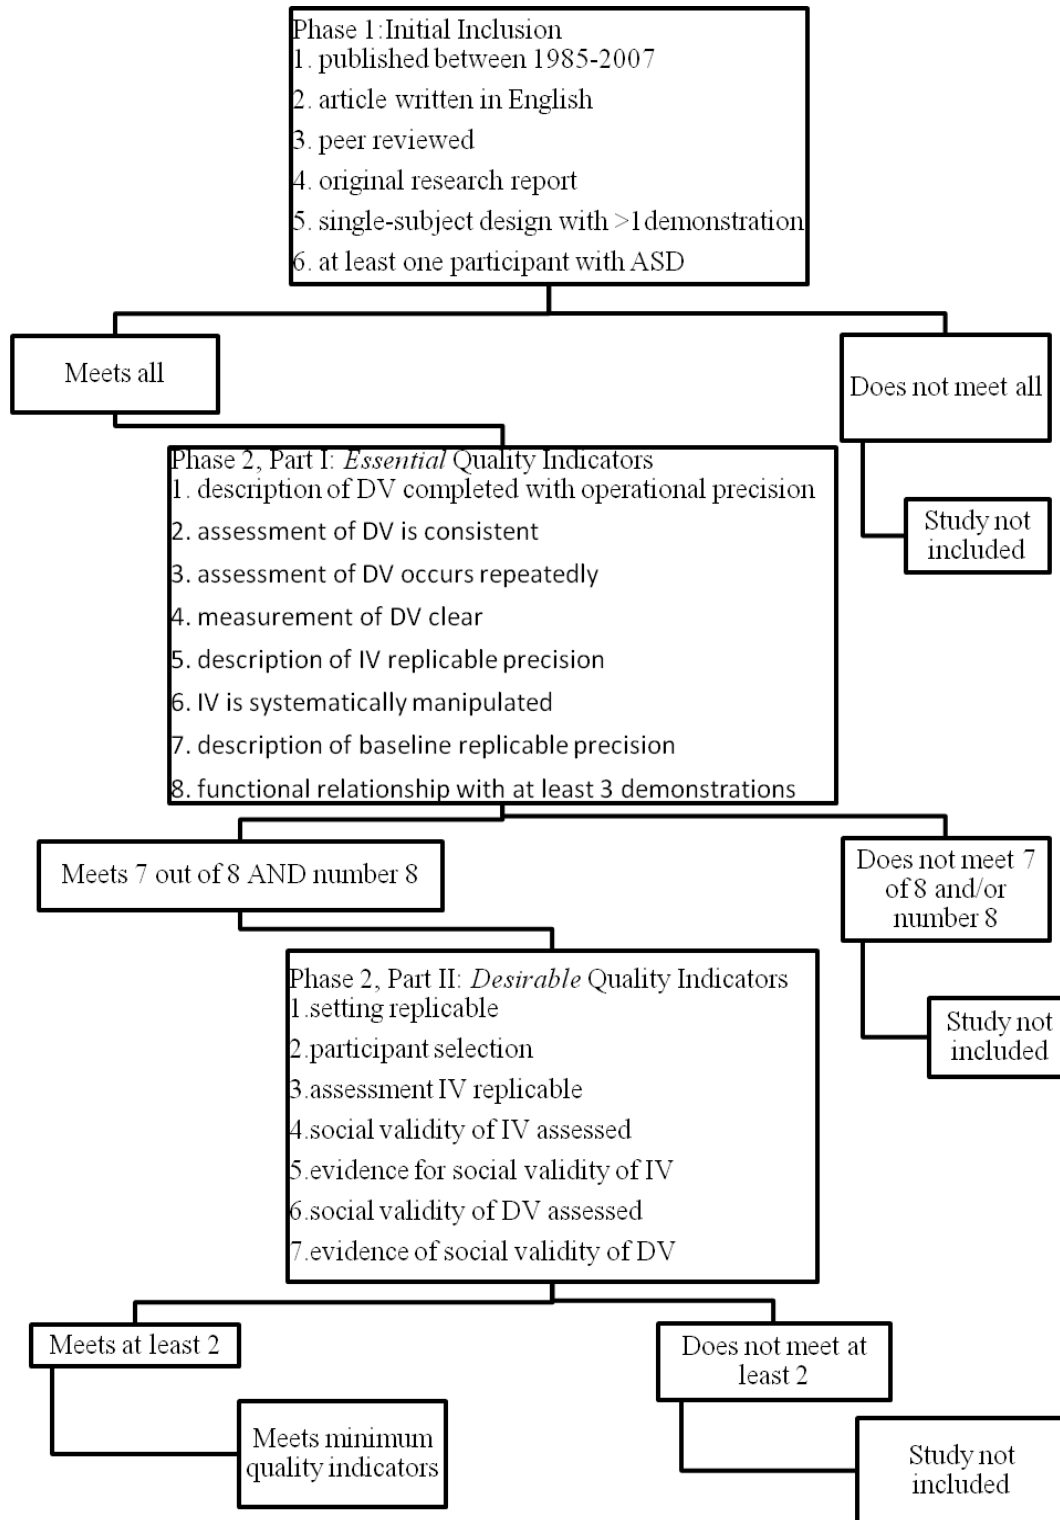 Phase 1:Initial Inclusion
1. published between 1985-2007
2. article written in English
3. peer reviewed
4. original research report
5. single-subject design with >1demonstration
6. at least one participant with ASD
Meets all
Does not meet all
Study not
included
Phase 2, Part I: Essential Quality Indicators
1. description of DV completed with operational precision
2. assessment of DV is consistent
3. assessment of DV occurs repeatedly
4. measurement of DV clear
5. description of IV replicable precision
6. IV is systematically manipulated
7. description of baseline replicable precision
8. functional relationship with at least 3 demonstrations
Meets 7 out of 8 AND number 8
Does not meet 7
of 8 and/or
number 8
Study not
included
Phase 2, Part II: Desirable Quality Indicators
1.setting replicable
2.participant selection
3.assessment IV replicable
4.social validity of IV assessed
5.evidence for social validity of IV
6.social validity of DV assessed
7.evidence of social validity of DV
Meets at least 2
Does not meet at
least 2
Meets minimum
quality indicators
Study not
included